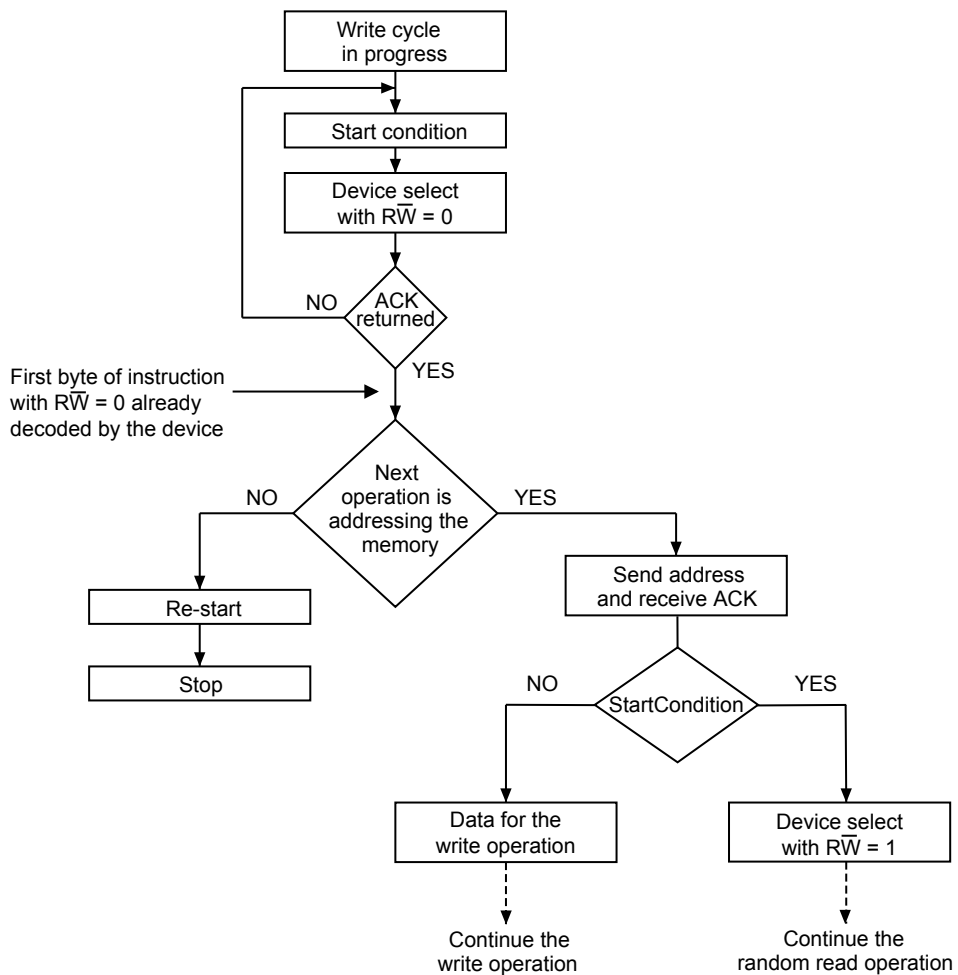 Write cycle
in progress
Start condition
Device select
with RW̅ = 0
NO
ACK
returned
YES
First byte of instruction
with RW̅ = 0 already
decoded by the device
NO
Next
operation is
addressing the
memory
YES
Send address
and receive ACK
Re-start
Stop
NO
StartCondition
YES
Data for the
write operation
Device select
with RW̅ = 1
Continue the
write operation
Continue the
random read operation